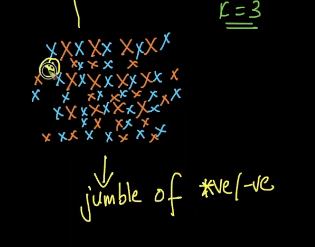 K = 3
jumble of *ve/-ve